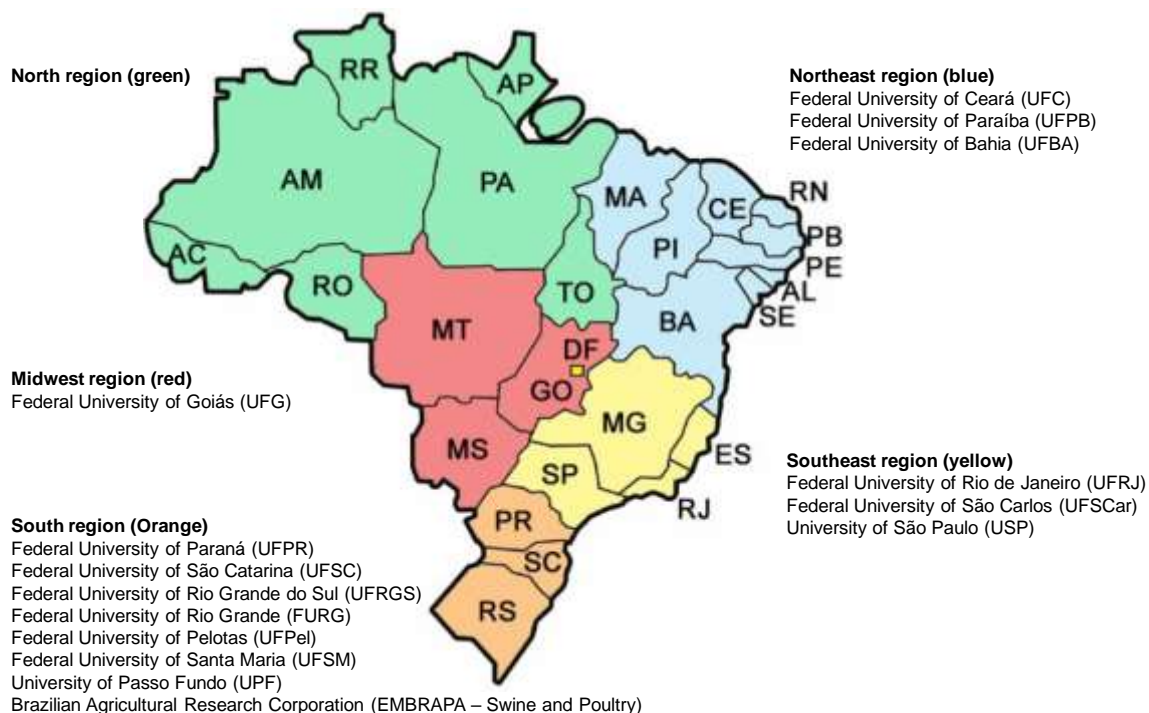 North region (green)
Northeast region (blue)
Federal University of Ceará (UFC)
Federal University of Paraíba (UFPB)
Federal University of Bahia (UFBA)
RR
AP
AM
PA
MA
CE
RN
PI
PB
PE
AL
SE
AC
RO
TO
BA
MT
DF
GO
Midwest region (red)
Federal University of Goiás (UFG)
MG
MS
ES
SP
RJ
Southeast region (yellow)
Federal University of Rio de Janeiro (UFRJ)
Federal University of São Carlos (UFSCar)
University of São Paulo (USP)
PR
SC
RS
South region (Orange)
Federal University of Paraná (UFPR)
Federal University of São Catarina (UFSC)
Federal University of Rio Grande do Sul (UFRGS)
Federal University of Rio Grande (FURG)
Federal University of Pelotas (UFPel)
Federal University of Santa Maria (UFSM)
University of Passo Fundo (UPF)
Brazilian Agricultural Research Corporation (EMBRAPA – Swine and Poultry)